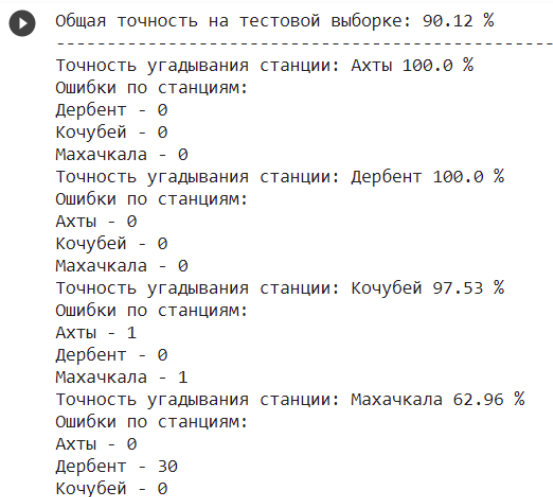 Общая точность на тестовой выборке: 90.12 %
--------------------------------------------------
Точность угадывания станции: Ахты 100.0 %
Ошибки по станциям:
Дербент - 0
Кочубей - 0
Махачкала - 0
Точность угадывания станции: Дербент 100.0 %
Ошибки по станциям:
Ахты - 0
Кочубей - 0
Махачкала - 0
Точность угадывания станции: Кочубей 97.53 %
Ошибки по станциям:
Ахты - 1
Дербент - 0
Махачкала - 1
Точность угадывания станции: Махачкала 62.96 %
Ошибки по станциям:
Ахты - 0
Дербент - 30
Кочубей - 0